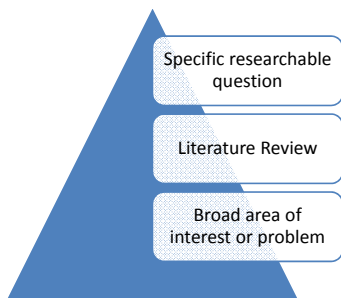 Specific researchable
question
Literature Review
Broad area of
interest or problem